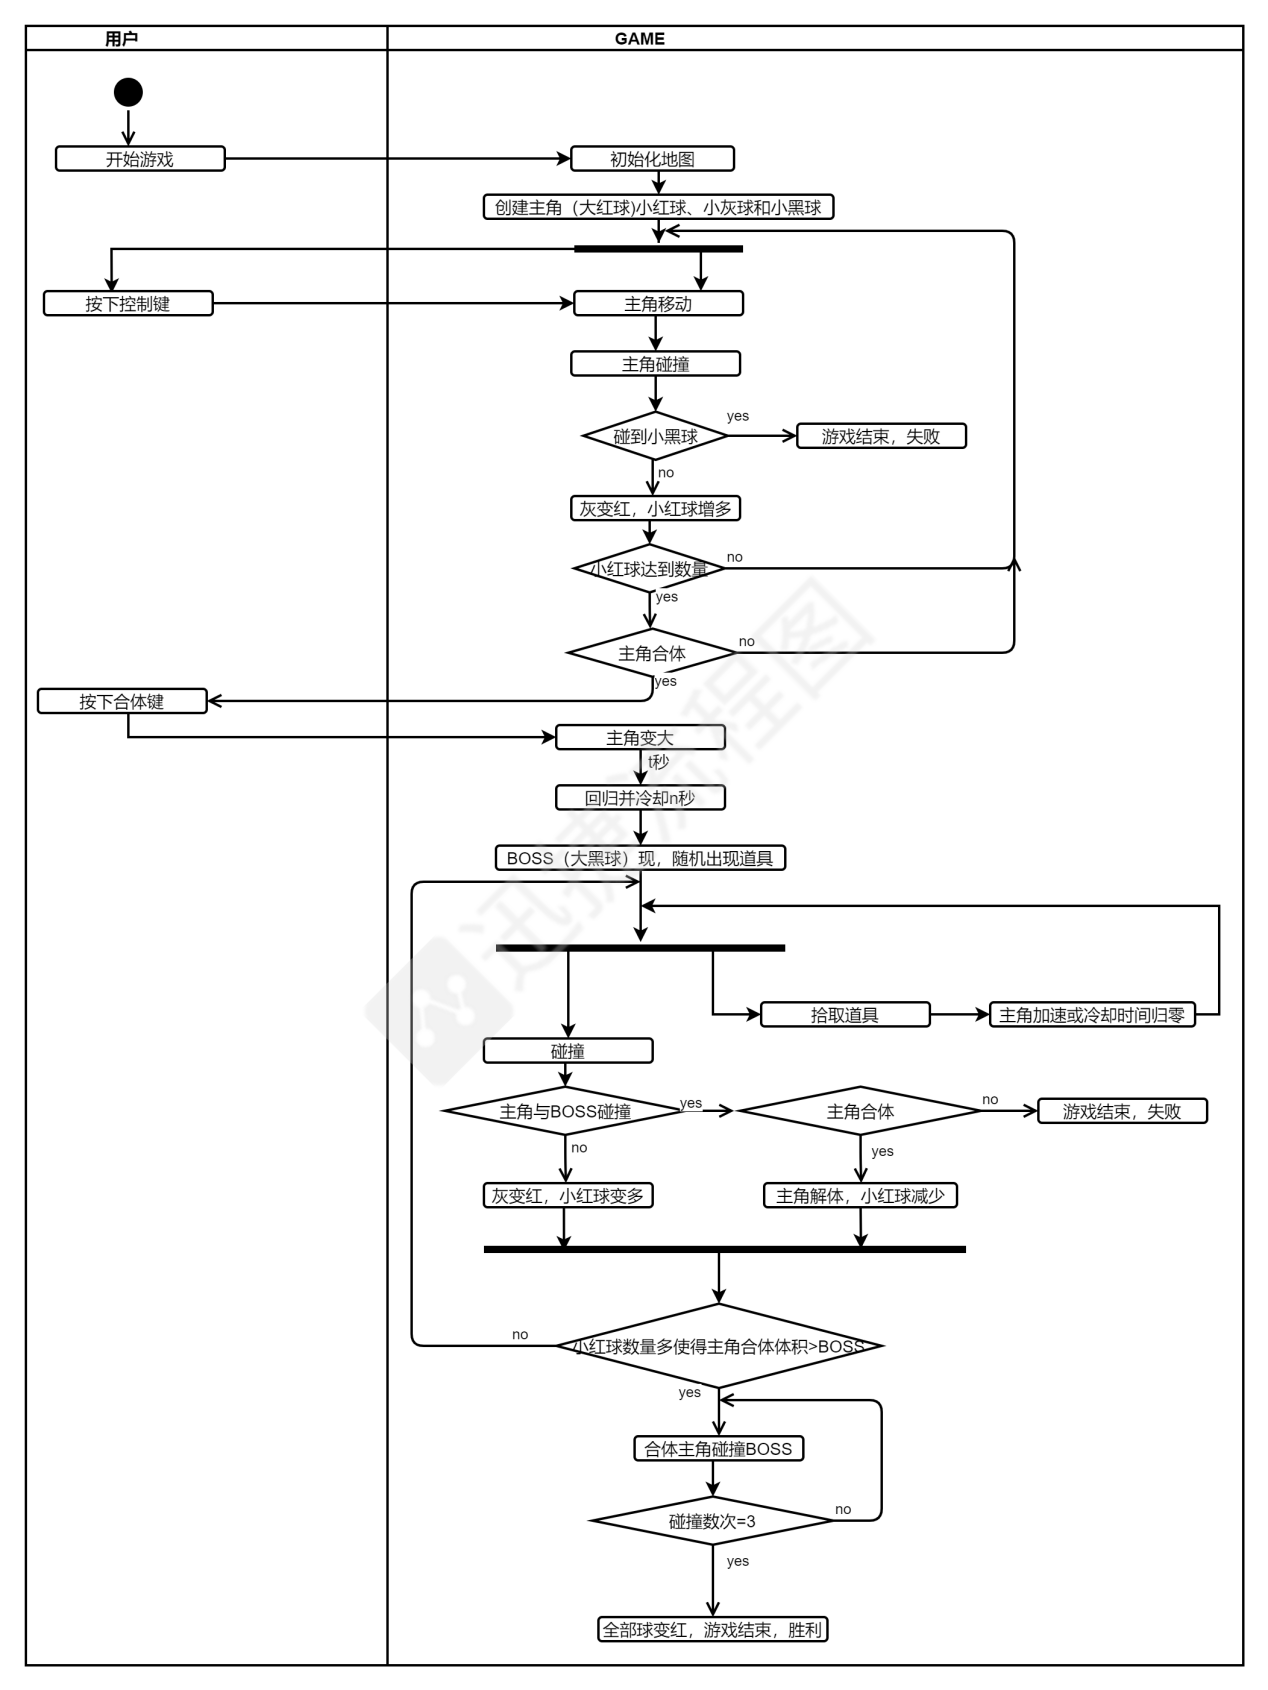 用户
GAME
开始游戏
初始化地图
创建主角（大红球)小红球、小灰球和小黑球
按下控制键
主角移动
主角碰撞
碰到小黑球
yes
游戏结束，失败
no
灰变红，小红球增多
小红球达到数量
no
yes
主角合体
no
yes
按下合体键
主角变大
t秒
回归并冷却n秒
BOSS（大黑球）现，随机出现道具
拾取道具
主角加速或冷却时间归零
碰撞
主角与BOSS碰撞
yes
主角合体
no
游戏结束，失败
no
yes
灰变红，小红球变多
主角解体，小红球减少
小红球数量多使得主角合体体积>BOSS
no
yes
合体主角碰撞BOSS
碰撞数次=3
no
yes
全部球变红，游戏结束，胜利
迅捷流程图